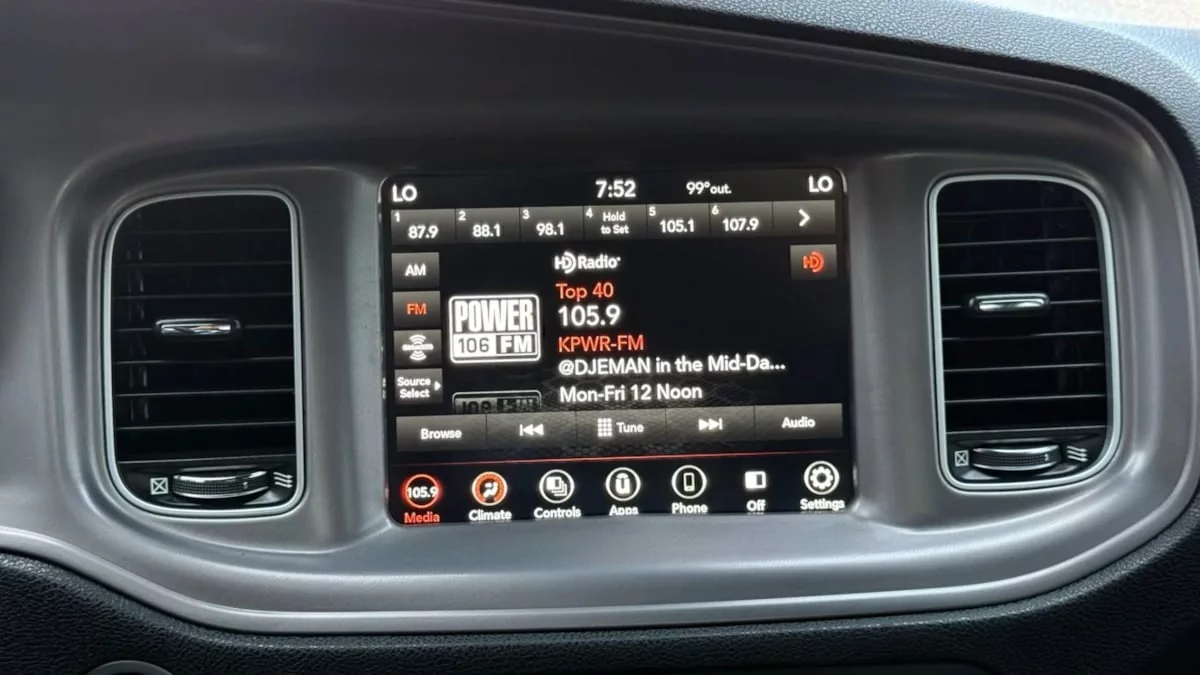 LO 7:52 99°out. LO
1 87.9 2 88.1 3 98.1 4 Hold to Set 5 105.1 6 107.9
AM
HD Radio
Top 40
FM
POWER
106 FM
105.9
KPWR-FM
@DJEMAN in the Mid-Da...
Source
Select
Mon-Fri 12 Noon
Browse Tune Audio
105.9
Media Climate Controls Apps Phone Off Settings